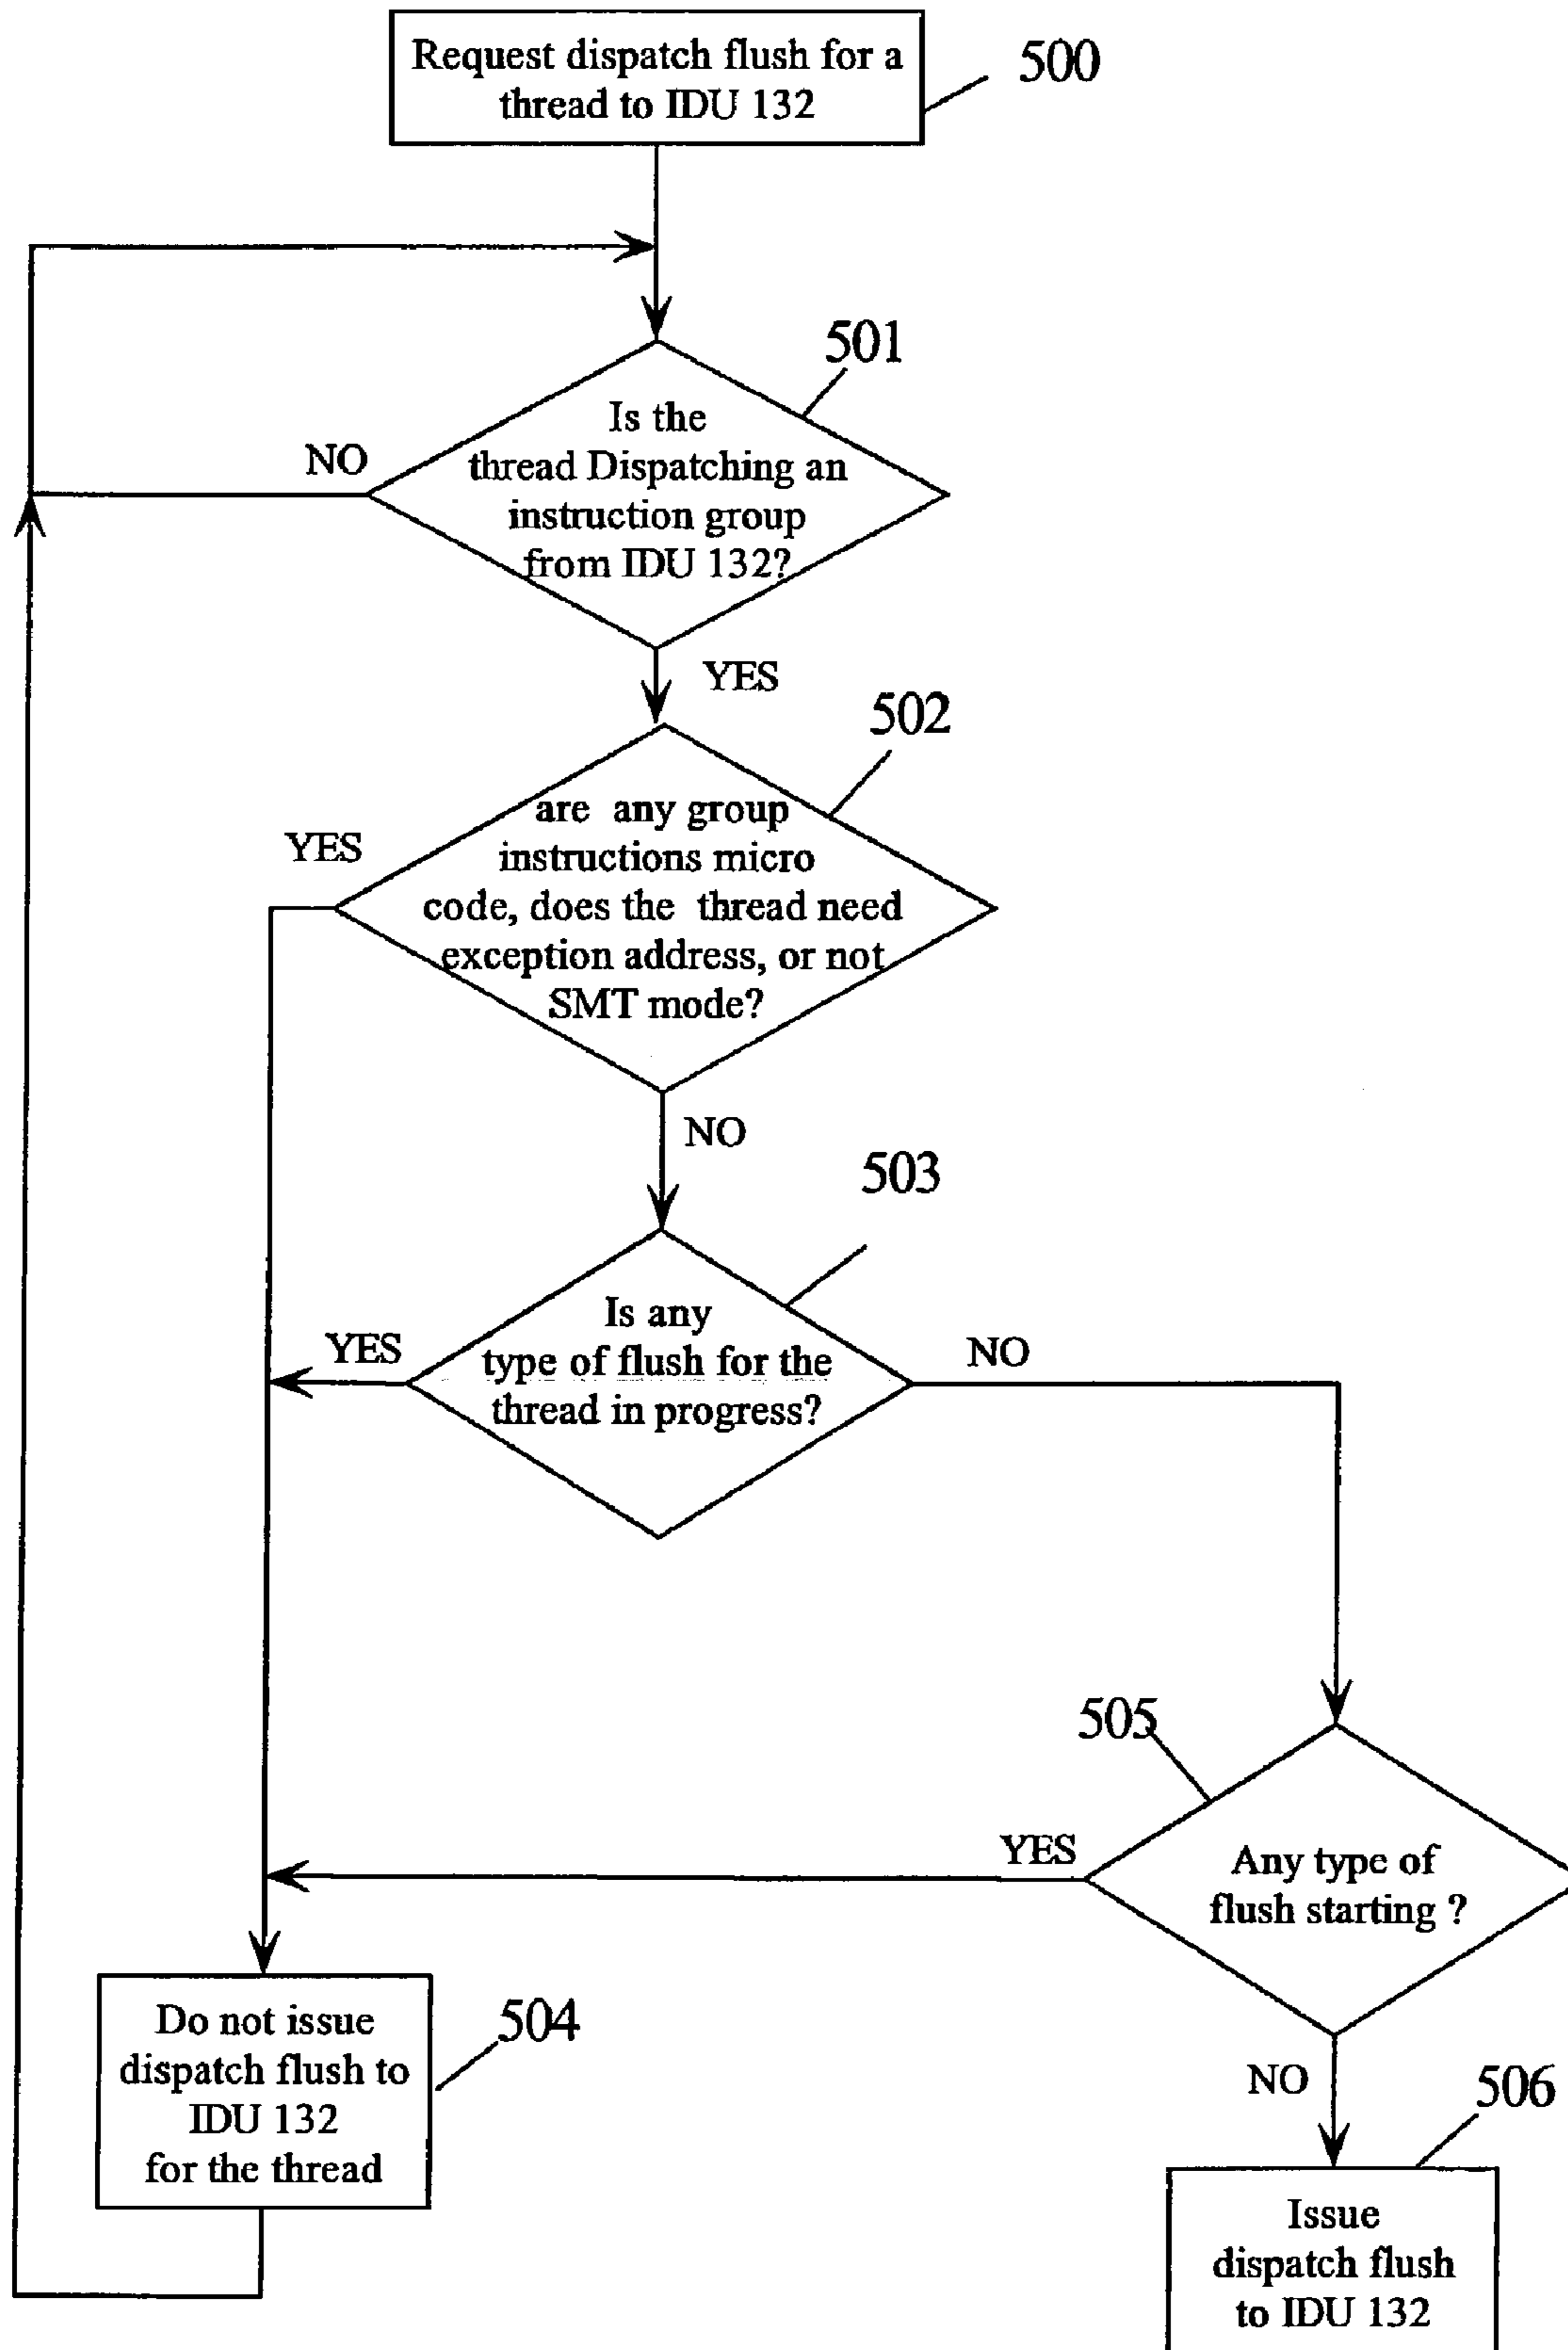 Request dispatch flush for a
thread to IDU 132
500
501
Is the
thread Dispatching an
instruction group
from IDU 132?
NO
YES
502
are any group
instructions micro
code, does the thread need
exception address, or not
SMT mode?
YES
NO
503
Is any
type of flush for the
thread in progress?
YES
NO
505
Any type of
flush starting ?
YES
NO
504
Do not issue
dispatch flush to
IDU 132
for the thread
506
Issue
dispatch flush
to IDU 132